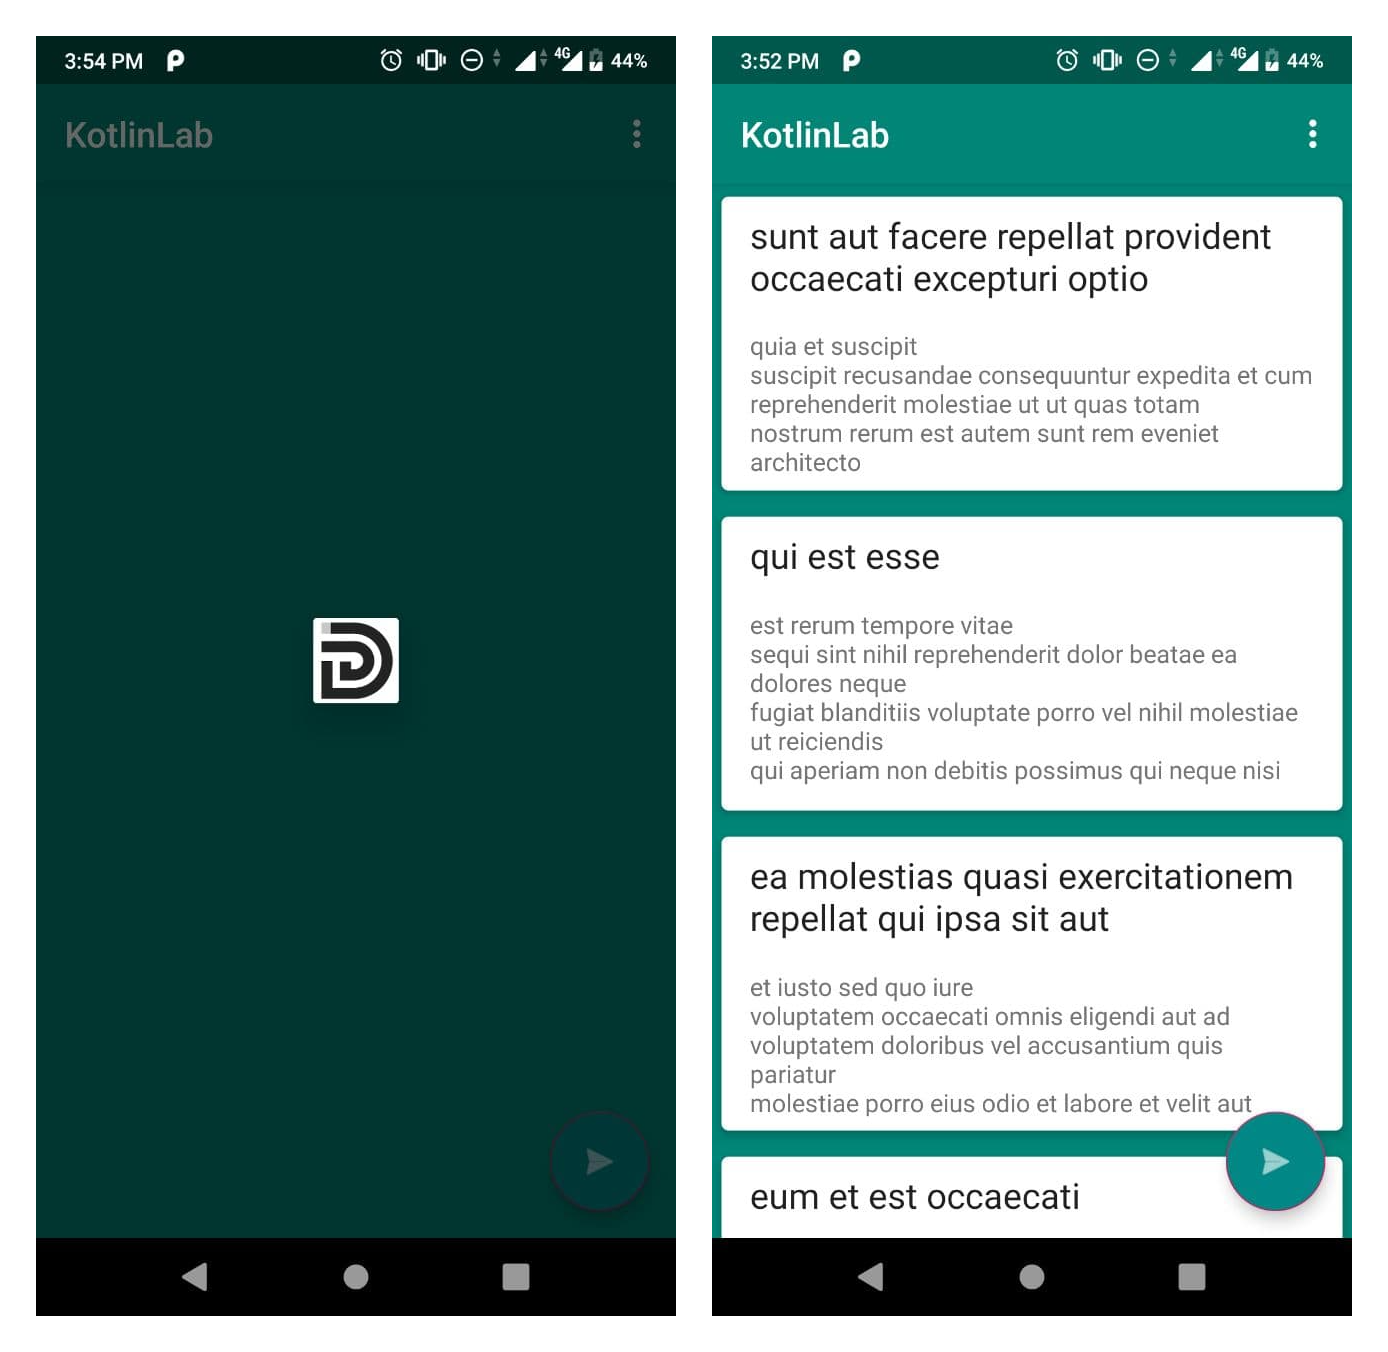 3:54 PM
4G
44%
KotlinLab
3:52 PM
4G
44%
KotlinLab
sunt aut facere repellat provident
occaecati excepturi optio
quia et suscipit
suscipit recusandae consequuntur expedita et cum
reprehenderit molestiae ut ut quas totam
nostrum rerum est autem sunt rem eveniet
architecto
qui est esse
est rerum tempore vitae
sequi sint nihil reprehenderit dolor beatae ea
dolores neque
fugiat blanditiis voluptate porro vel nihil molestiae
ut reiciendis
qui aperiam non debitis possimus qui neque nisi
ea molestias quasi exercitationem
repellat qui ipsa sit aut
et iusto sed quo iure
voluptatem occaecati omnis eligendi aut ad
voluptatem doloribus vel accusantium quis
pariatur
molestiae porro eius odio et labore et velit aut
eum et est occaecati